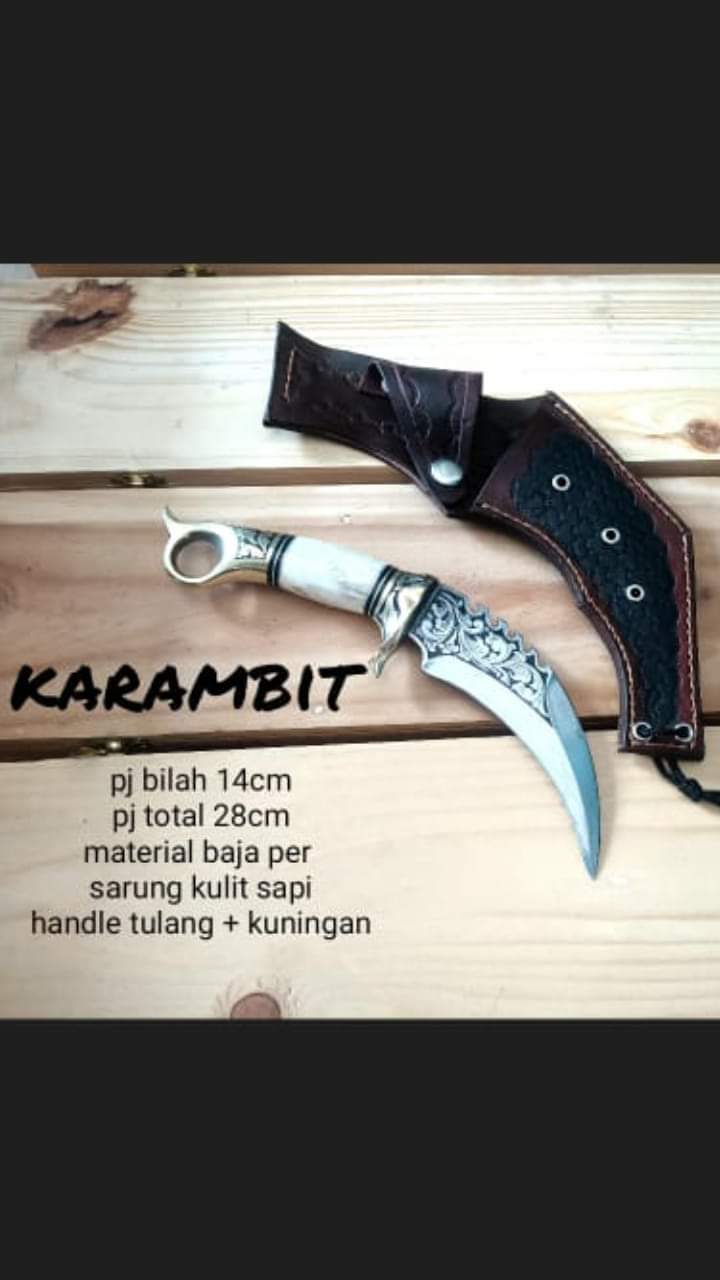 KARAMBIT
pj bilah 14cm
pj total 28cm
material baja per
sarung kulit sapi
handle tulang + kuningan